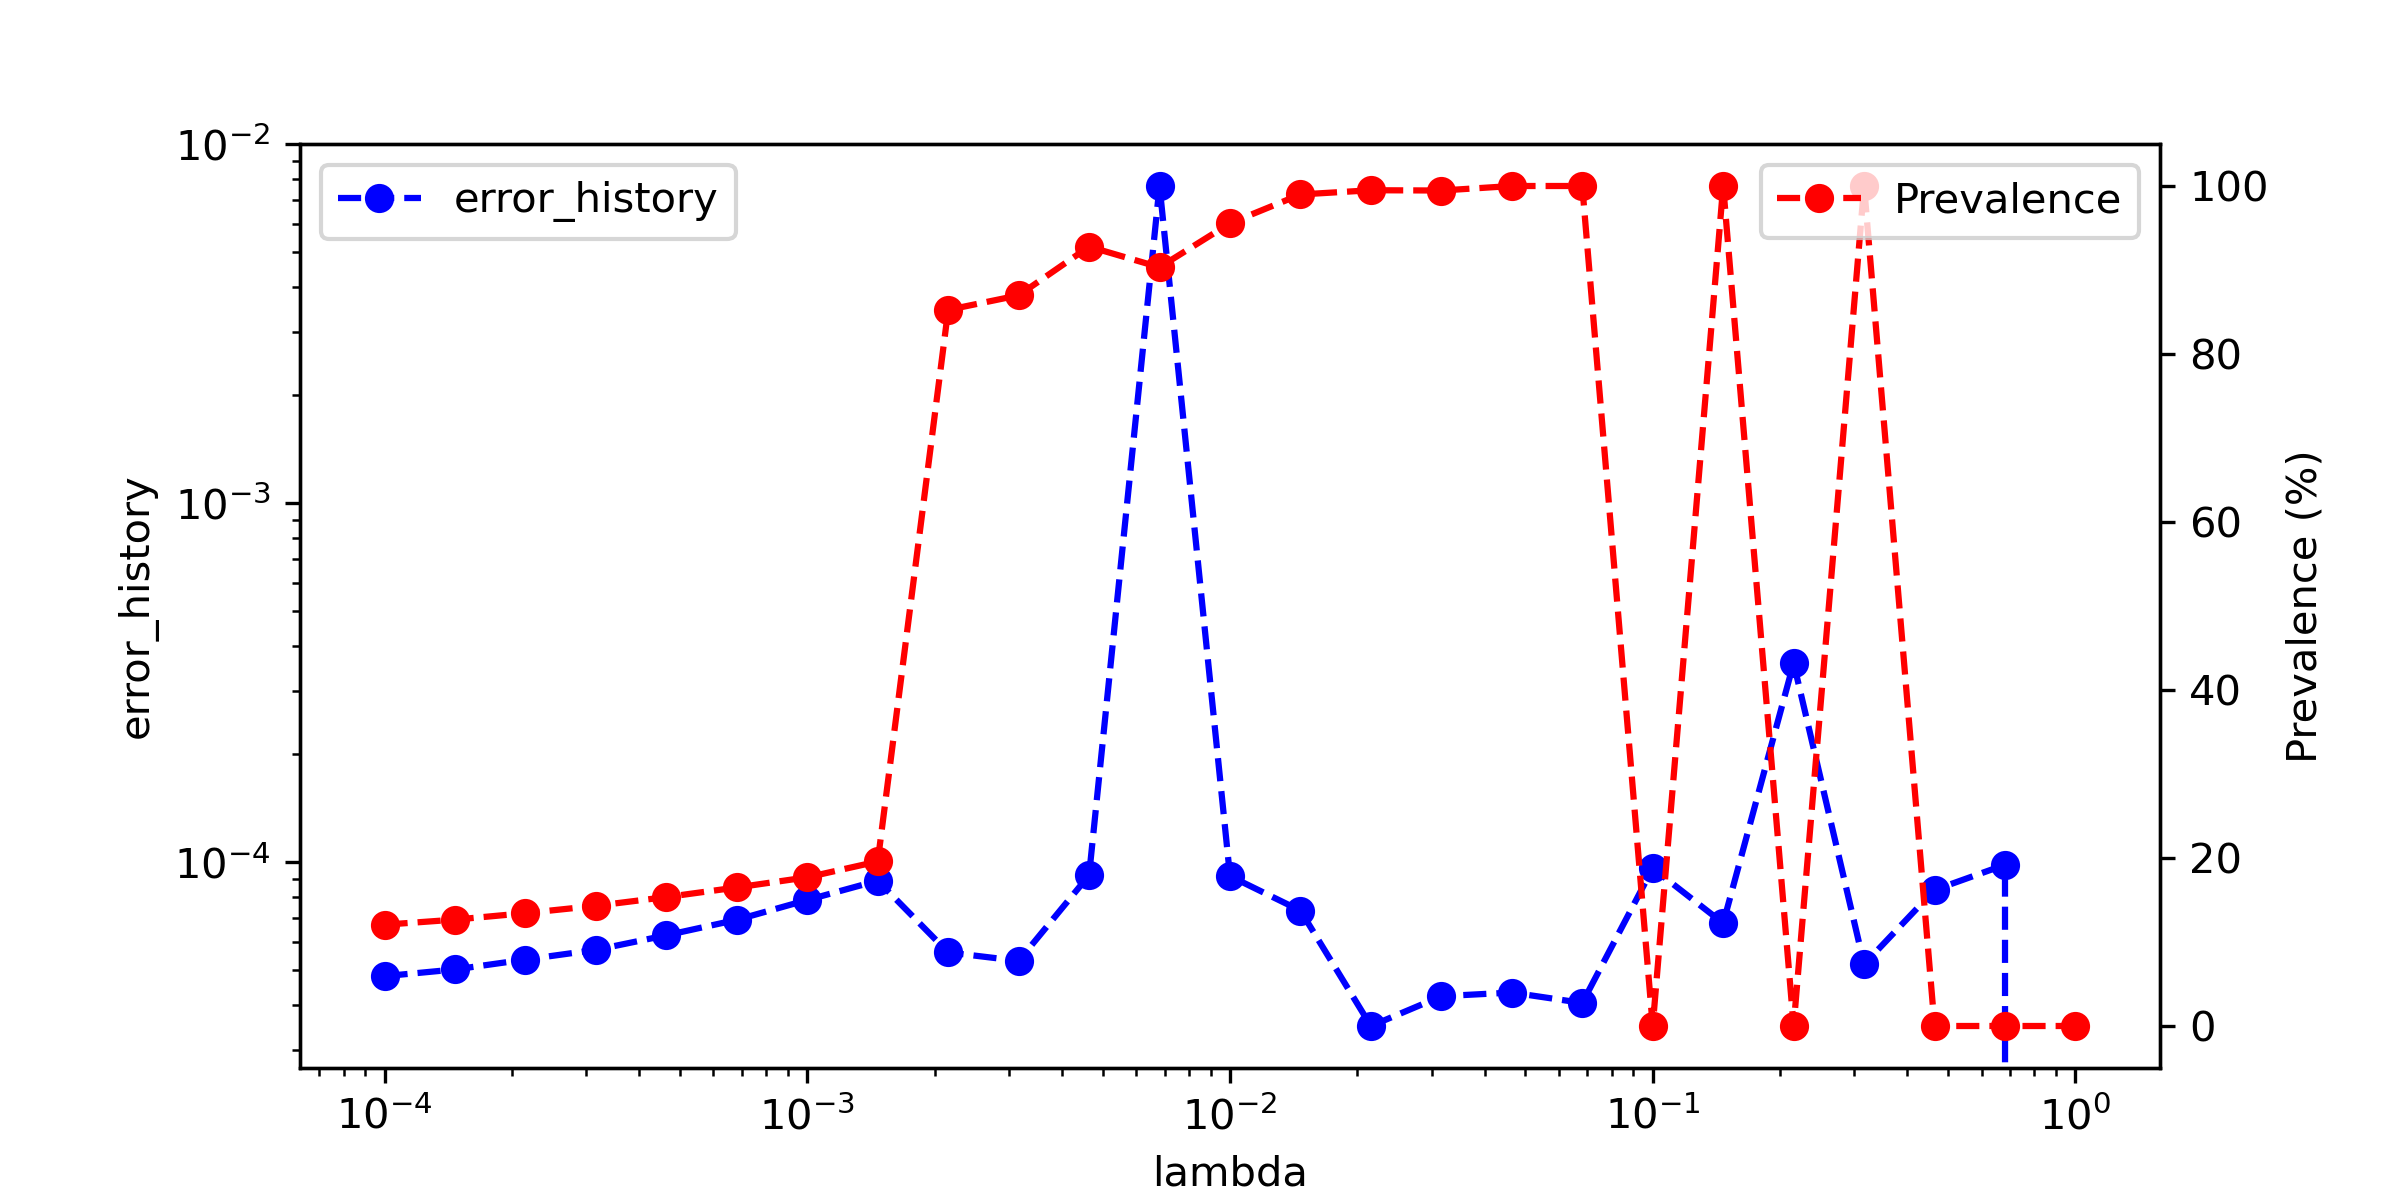 error_history
Prevalence
10⁻²
10⁻³
10⁻⁴
error_history
100
80
60
40
20
0
Prevalence (%)
10⁻⁴ 10⁻³ 10⁻² 10⁻¹ 10⁰
lambda